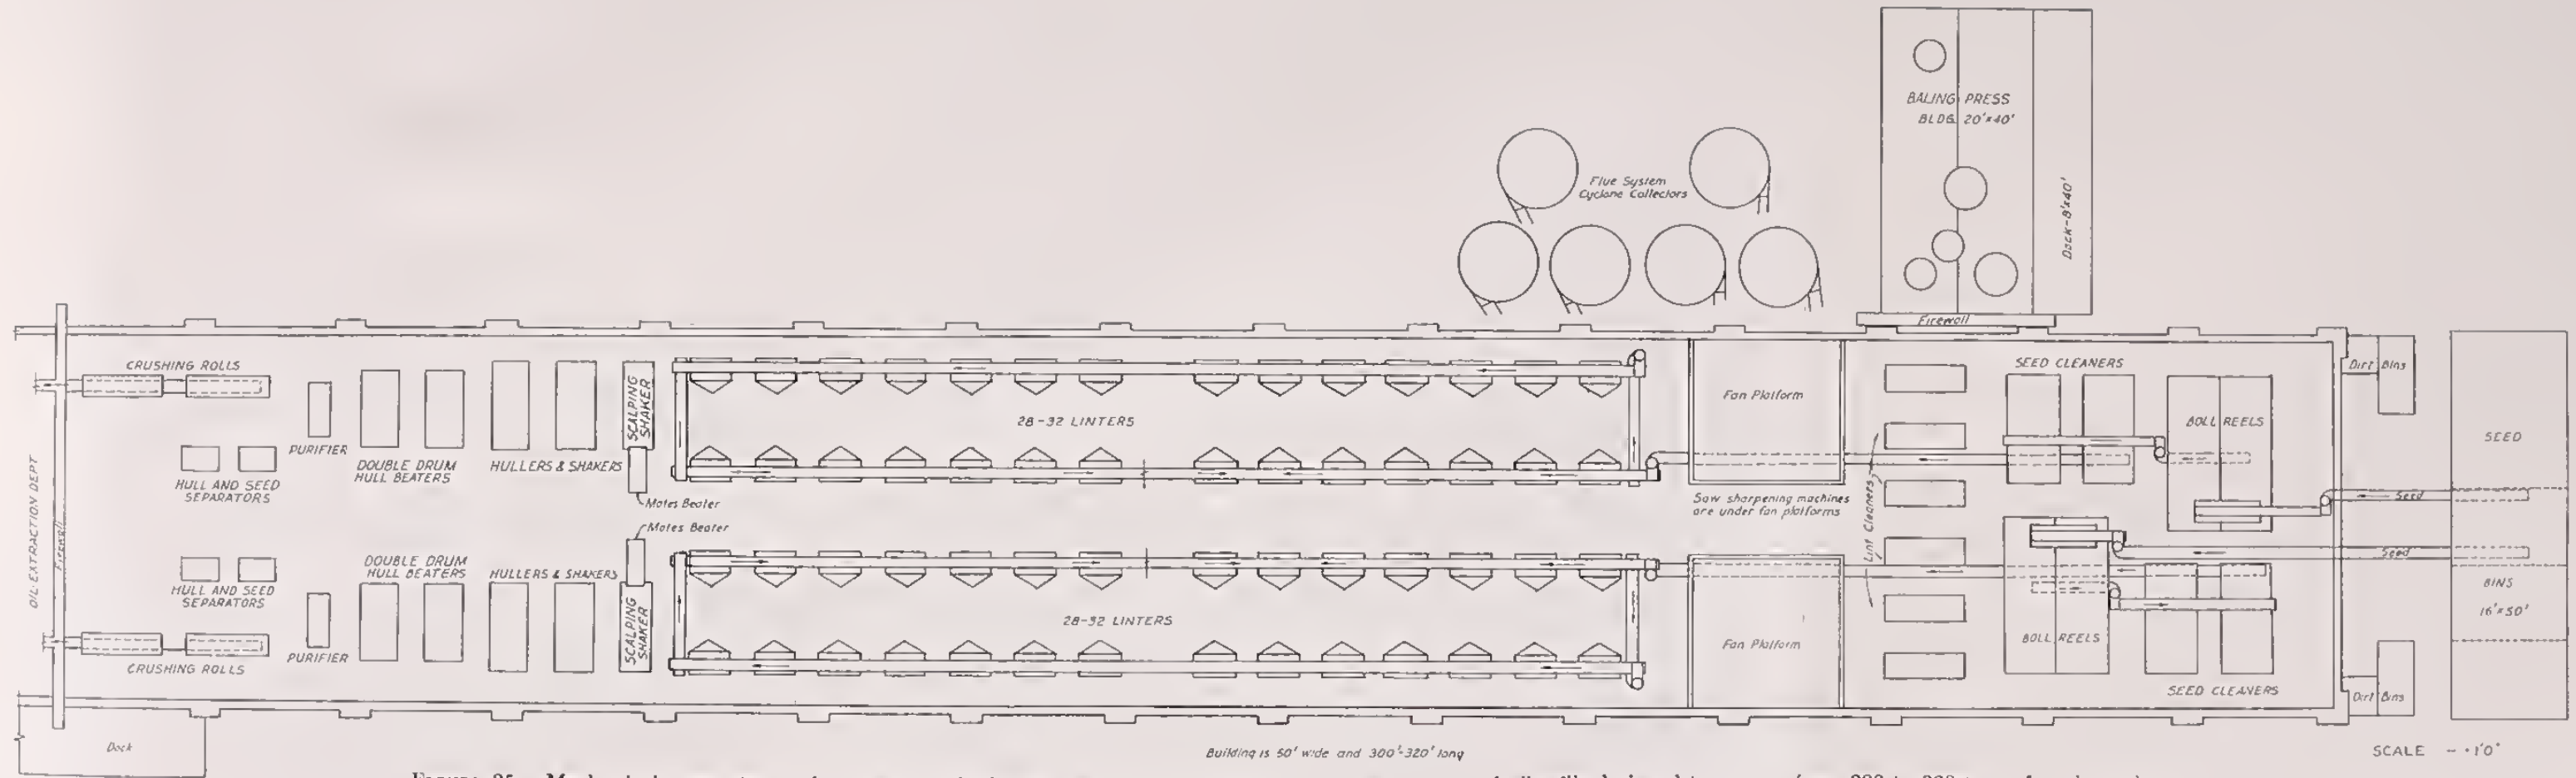 BALING PRESS
BLDG. 20'×40'
Dock-8'×40'
Flue System
Cyclone Collectors
Firewall
CRUSHING ROLLS
PURIFIER
HULL AND SEED
SEPARATORS
DOUBLE DRUM
HULL BEATERS
HULLERS & SHAKERS
SCALPING
SHAKER
Motes Beater
28-32 LINTERS
Fan Platform
Saw sharpening machines
are under fan platforms
Lint Cleaners
SEED CLEANERS
BOLL REELS
Dirt Bins
SEED
Seed
Seed
BINS
16'×50'
OIL-EXTRACTION DEPT
Firewall
Motes Beater
HULL AND SEED
SEPARATORS
DOUBLE DRUM
HULL BEATERS
HULLERS & SHAKERS
SCALPING
SHAKER
PURIFIER
CRUSHING ROLLS
28-32 LINTERS
Fan Platform
BOLL REELS
SEED CLEANERS
Dirt Bins
Dock
Building is 50' wide and 300'-320' long
SCALE